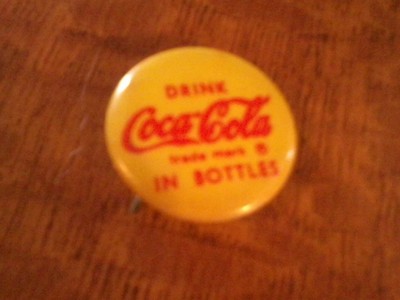 DRINK
Coca-Cola
trade mark ®
IN BOTTLES